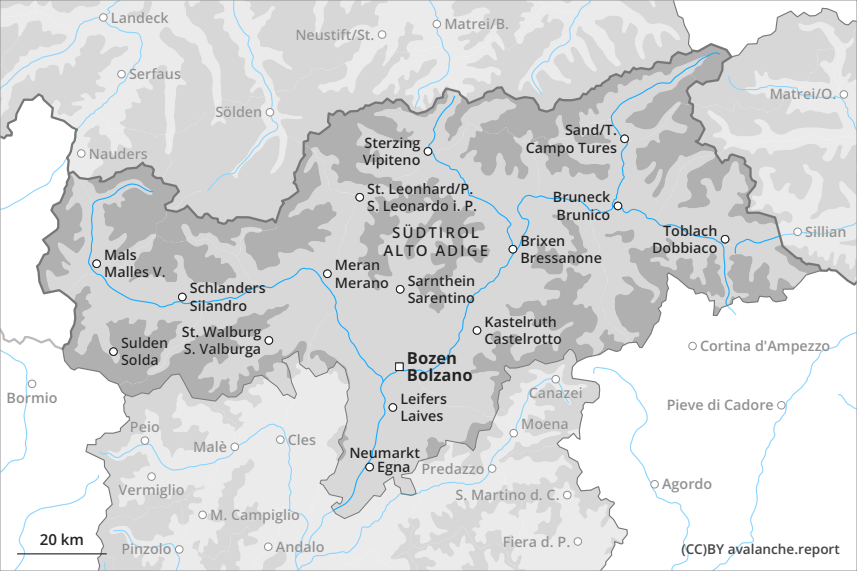 Landeck
Matrei/B.
Neustift/St.
Serfaus
Matrei/O.
Sölden
Sand/T.
Campo Tures
Sterzing
Vipiteno
Nauders
St. Leonhard/P.
S. Leonardo i. P.
Bruneck
Brunico
SÜDTIROL
ALTO ADIGE
Toblach
Dobbiaco
Sillian
Brixen
Bressanone
Mals
Malles V.
Meran
Merano
Sarnthein
Sarentino
Schlanders
Silandro
Kastelruth
Castelrotto
St. Walburg
S. Valburga
Sulden
Solda
Cortina d'Ampezzo
Bozen
Bolzano
Bormio
Canazei
Leifers
Laives
Pieve di Cadore
Peio
Moena
Cles
Malè
Neumarkt
Egna
Predazzo
Agordo
Vermiglio
S. Martino d. C.
M. Campiglio
20 km
Pinzolo
Andalo
Fiera d. P.
(CC)BY avalanche.report